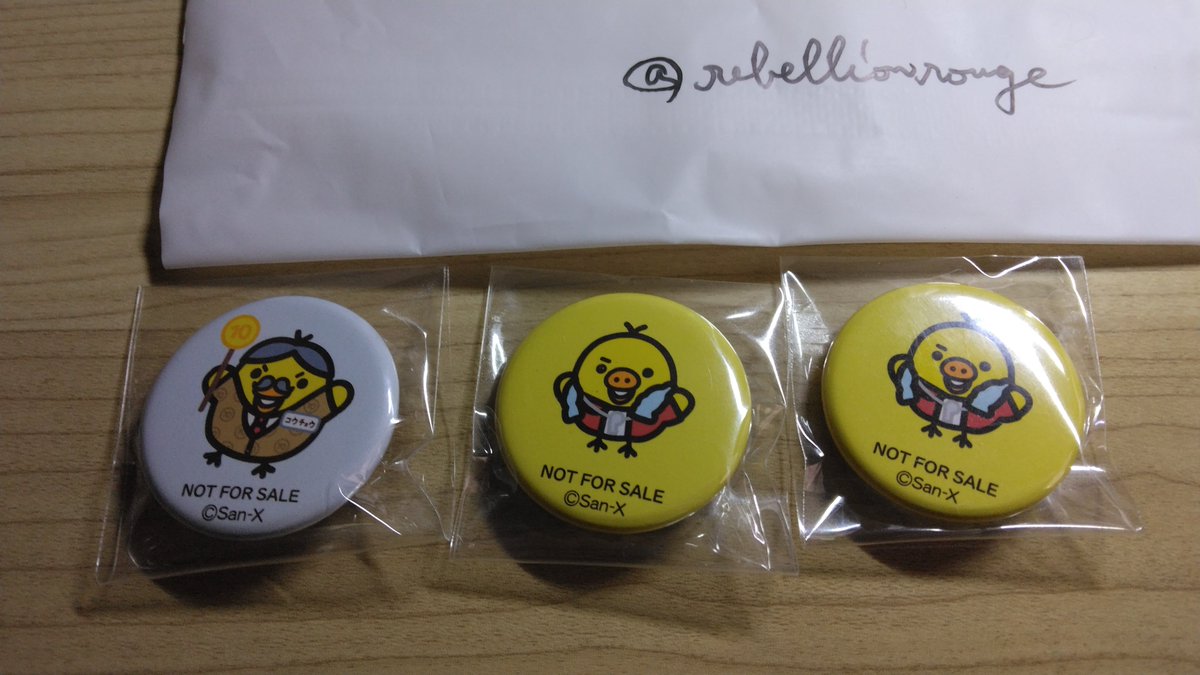 @rebellionrouge
10
コウチョウ
NOT FOR SALE
©San-X
NOT FOR SALE
©San-X
NOT FOR SALE
©San-X